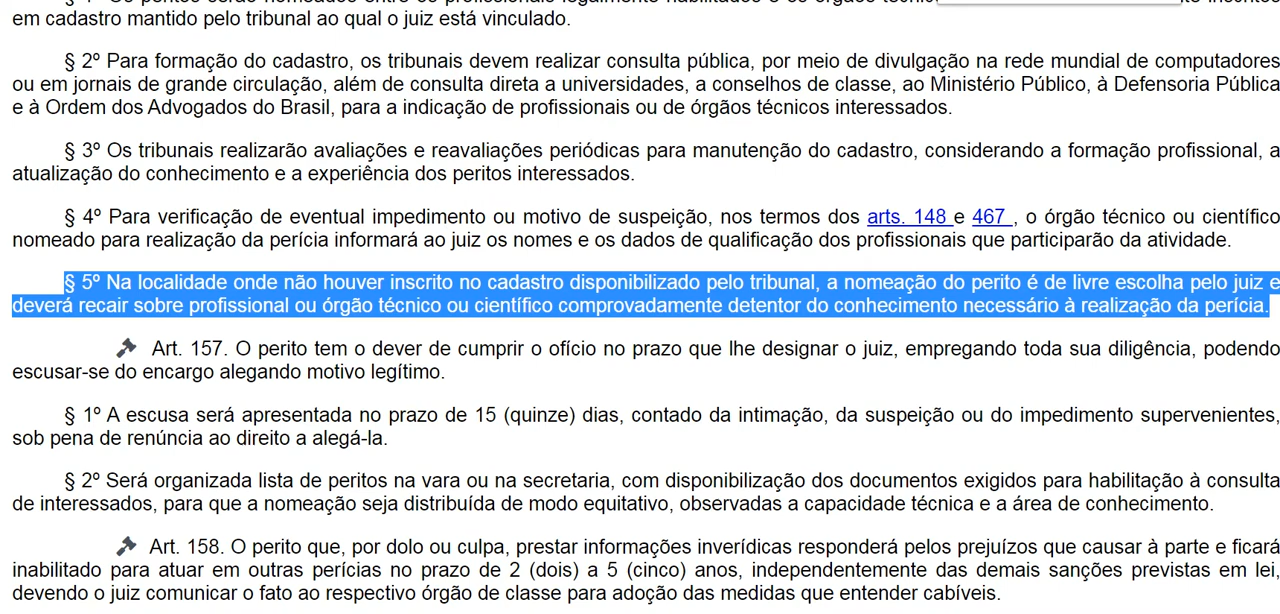 em cadastro mantido pelo tribunal ao qual o juiz está vinculado.
§ 2º Para formação do cadastro, os tribunais devem realizar consulta pública, por meio de divulgação na rede mundial de computadores
ou em jornais de grande circulação, além de consulta direta a universidades, a conselhos de classe, ao Ministério Público, à Defensoria Pública
e à Ordem dos Advogados do Brasil, para a indicação de profissionais ou de órgãos técnicos interessados.
§ 3º Os tribunais realizarão avaliações e reavaliações periódicas para manutenção do cadastro, considerando a formação profissional, a
atualização do conhecimento e a experiência dos peritos interessados.
§ 4º Para verificação de eventual impedimento ou motivo de suspeição, nos termos dos arts. 148 e 467 , o órgão técnico ou científico
nomeado para realização da perícia informará ao juiz os nomes e os dados de qualificação dos profissionais que participarão da atividade.
§ 5º Na localidade onde não houver inscrito no cadastro disponibilizado pelo tribunal, a nomeação do perito é de livre escolha pelo juiz e
deverá recair sobre profissional ou órgão técnico ou científico comprovadamente detentor do conhecimento necessário à realização da perícia.
Art. 157. O perito tem o dever de cumprir o ofício no prazo que lhe designar o juiz, empregando toda sua diligência, podendo
escusar-se do encargo alegando motivo legítimo.
§ 1º A escusa será apresentada no prazo de 15 (quinze) dias, contado da intimação, da suspeição ou do impedimento supervenientes,
sob pena de renúncia ao direito a alegá-la.
§ 2º Será organizada lista de peritos na vara ou na secretaria, com disponibilização dos documentos exigidos para habilitação à consulta
de interessados, para que a nomeação seja distribuída de modo equitativo, observadas a capacidade técnica e a área de conhecimento.
Art. 158. O perito que, por dolo ou culpa, prestar informações inverídicas responderá pelos prejuízos que causar à parte e ficará
inabilitado para atuar em outras perícias no prazo de 2 (dois) a 5 (cinco) anos, independentemente das demais sanções previstas em lei,
devendo o juiz comunicar o fato ao respectivo órgão de classe para adoção das medidas que entender cabíveis.